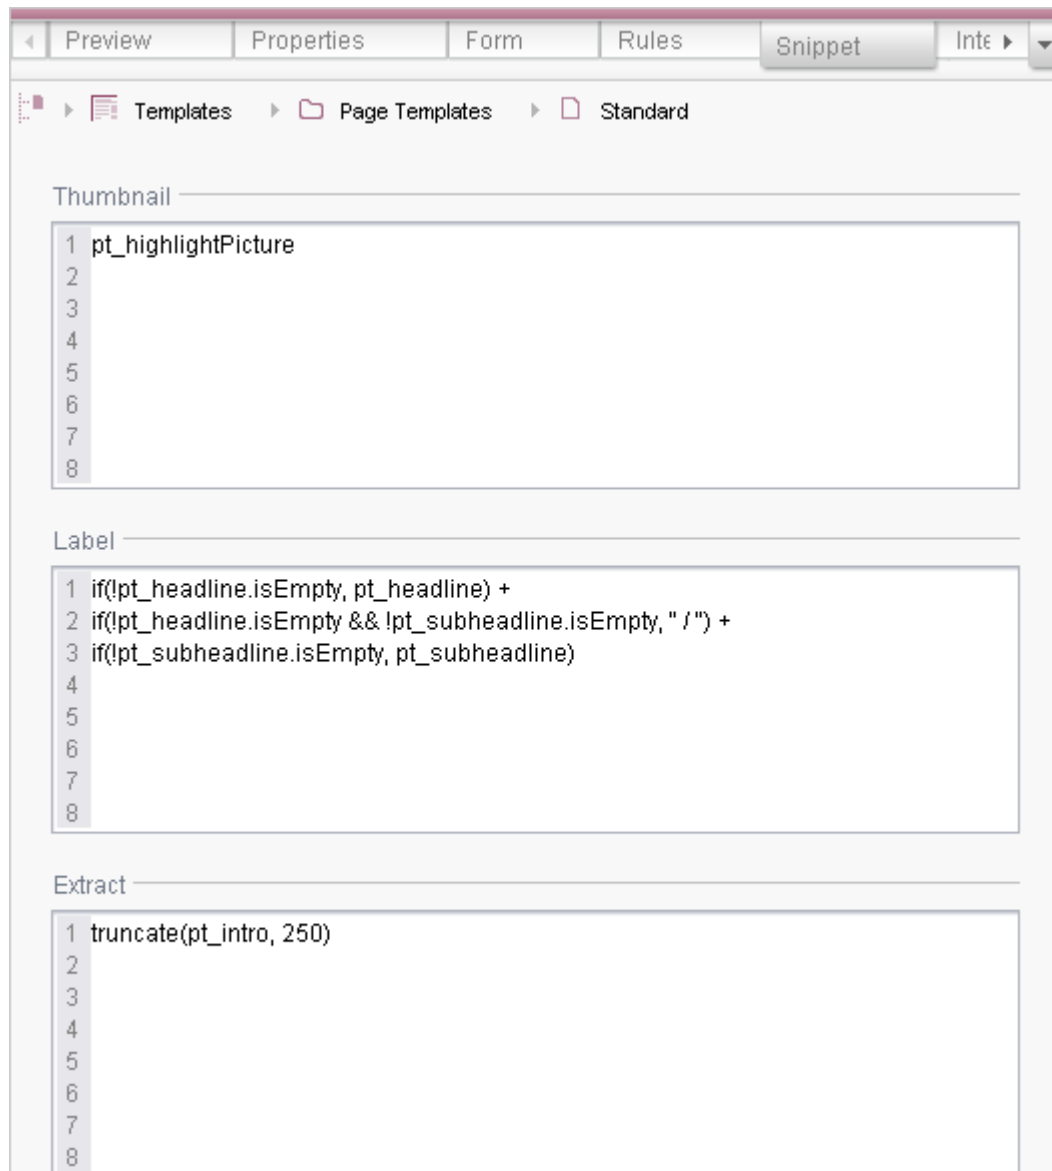 Preview Properties Form Rules Snippet Inte
Templates Page Templates Standard
Thumbnail
1 pt_highlightPicture
2
3
4
5
6
7
8
Label
1 if(!pt_headline.isEmpty, pt_headline) +
2 if(!pt_headline.isEmpty && !pt_subheadline.isEmpty, " / ") +
3 if(!pt_subheadline.isEmpty, pt_subheadline)
4
5
6
7
8
Extract
1 truncate(pt_intro, 250)
2
3
4
5
6
7
8